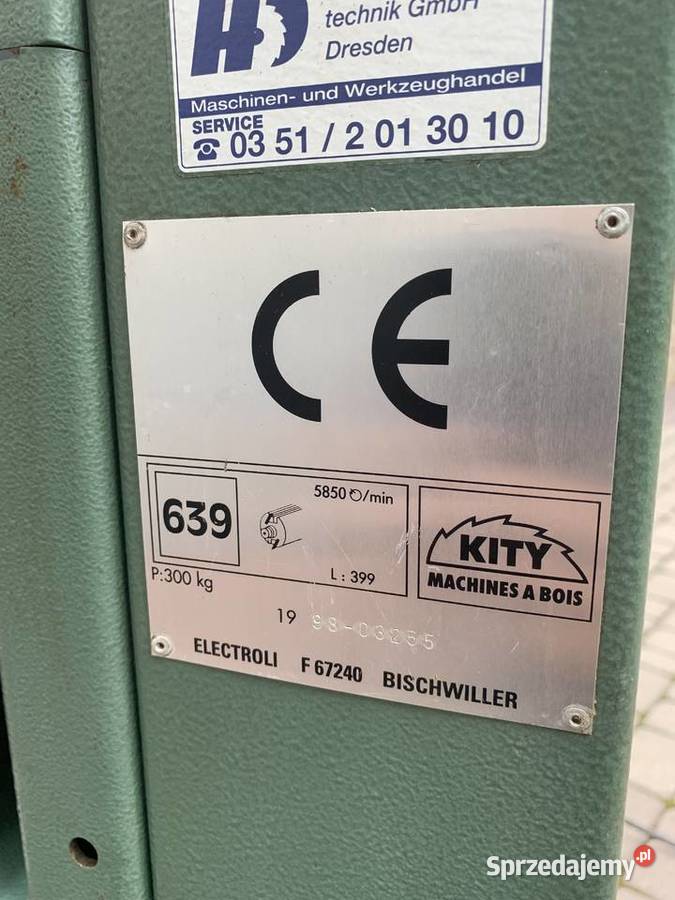 HS
technik GmbH
Dresden
Maschinen- und Werkzeughandel
SERVICE
☎ 03 51 / 2 01 30 10
CE
639
5850 /min
L : 399
P:300 kg
KITY
MACHINES A BOIS
19 98-03255
ELECTROLI F 67240 BISCHWILLER
Sprzedajemy.pl